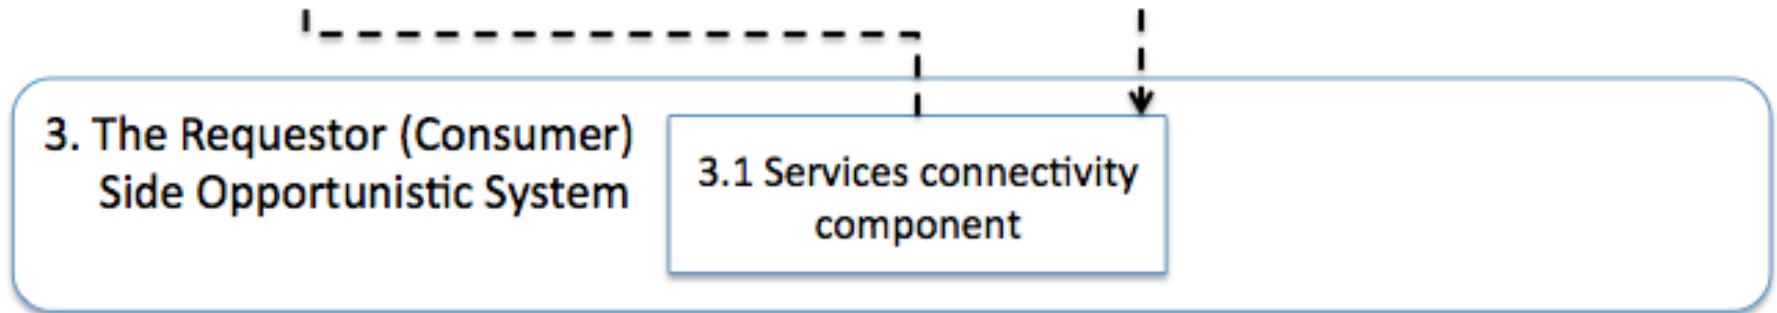 3. The Requestor (Consumer)
Side Opportunistic System
3.1 Services connectivity
component